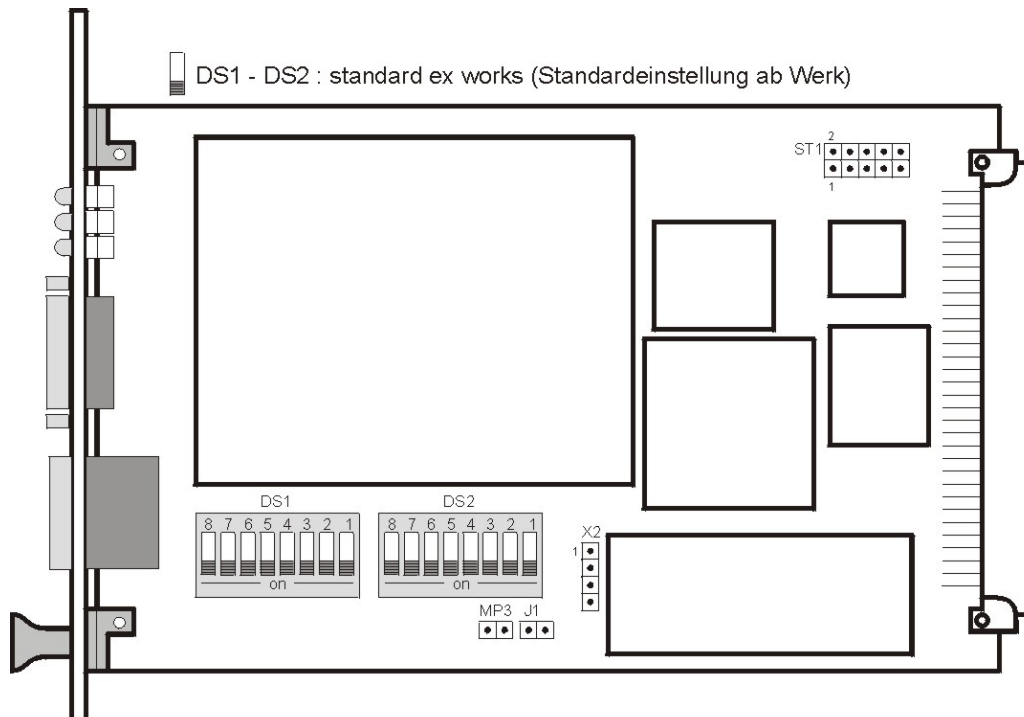 DS1 - DS2 : standard ex works (Standardeinstellung ab Werk)
2
ST1
1
DS1 DS2
8 7 6 5 4 3 2 1 8 7 6 5 4 3 2 1
on on
X2
1
MP3 J1